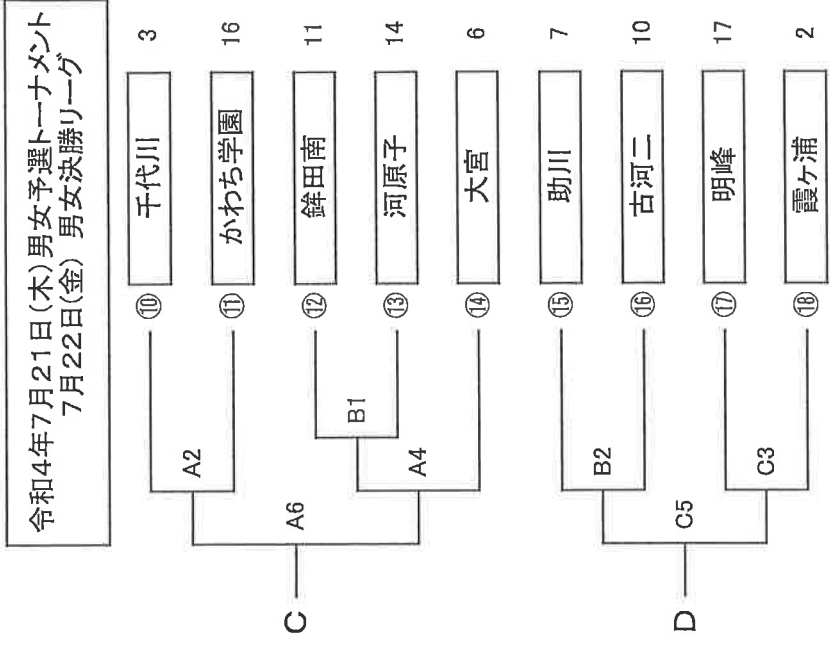 令和4年7月21日(木)男女予選トーナメント
7月22日(金) 男女決勝リーグ
3
千代川
⑩
16
かわち学園
⑪
11
鉾田南
⑫
14
河原子
⑬
6
大宮
⑭
7
助川
⑮
10
古河二
⑯
17
明峰
⑰
2
霞ヶ浦
⑱
A2
B1
A4
A6
C
B2
C3
C5
D